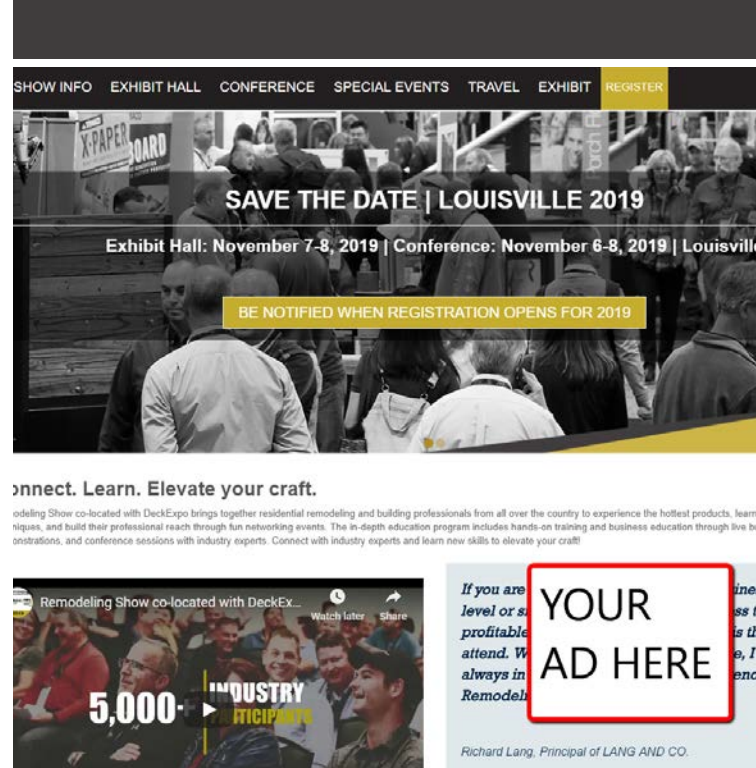 SHOW INFO EXHIBIT HALL CONFERENCE SPECIAL EVENTS TRAVEL EXHIBIT REGISTER
X-PAPER BOARD
SAVE THE DATE | LOUISVILLE 2019
Exhibit Hall: November 7-8, 2019 | Conference: November 6-8, 2019 | Louisville
BE NOTIFIED WHEN REGISTRATION OPENS FOR 2019
onnect. Learn. Elevate your craft.
odeling Show co-located with DeckExpo brings together residential remodeling and building professionals from all over the country to experience the hottest products, learn
niques, and build their professional reach through fun networking events. The in-depth education program includes hands-on training and business education through live bu
onstrations, and conference sessions with industry experts. Connect with industry experts and learn new skills to elevate your craft!
Remodeling Show co-located with DeckEx...
Watch later Share
5,000+ INDUSTRY
PARTICIPANTS
If you are
level or s
profitable
attend. W
always in
Remodeli
YOUR
AD HERE
Richard Lang, Principal of LANG AND CO.